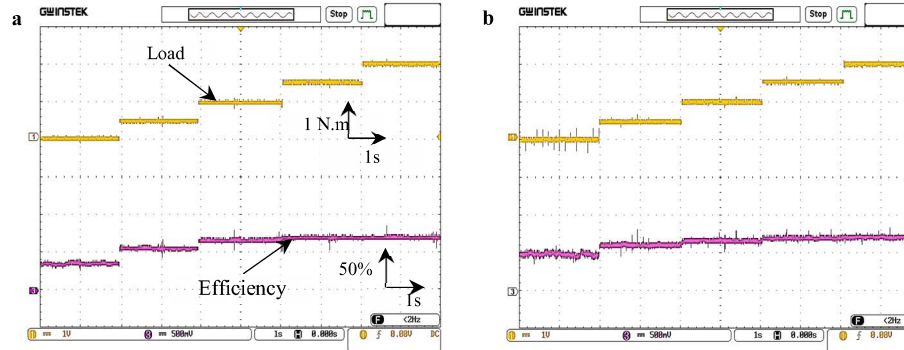 a
GWINSTEK
Stop
Load
1
1 N.m
1s
50%
Efficiency
1s
3
F <2Hz
1 1V 3 500mV 1s H 0.000s 0.00V DC
b
GWINSTEK
Stop
3
<2Hz
1V 500mV 1s H 0.000s 0.00V